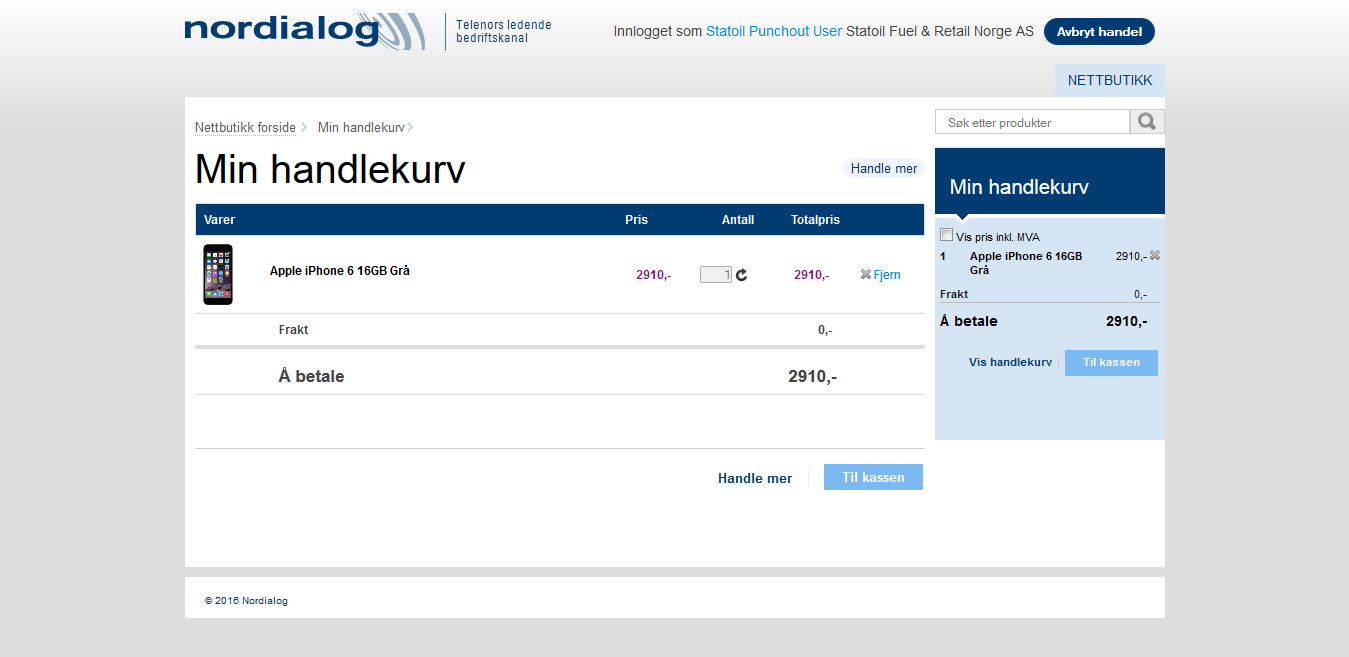 nordialog
Telenors ledende
bedriftskanal
Innlogget som Statoil Punchout User Statoil Fuel & Retail Norge AS
Avbryt handel
NETTBUTIKK
Nettbutikk forside
Min handlekurv
Søk etter produkter
Min handlekurv
Handle mer
Varer Pris Antall Totalpris
Apple iPhone 6 16GB Grå 2910,- 1 2910,- Fjern
Frakt 0,-
Å betale 2910,-
Handle mer
Til kassen
Min handlekurv
Vis pris inkl. MVA
1 Apple iPhone 6 16GB 2910,-
Grå
Frakt 0,-
Å betale 2910,-
Vis handlekurv
Til kassen
© 2016 Nordialog